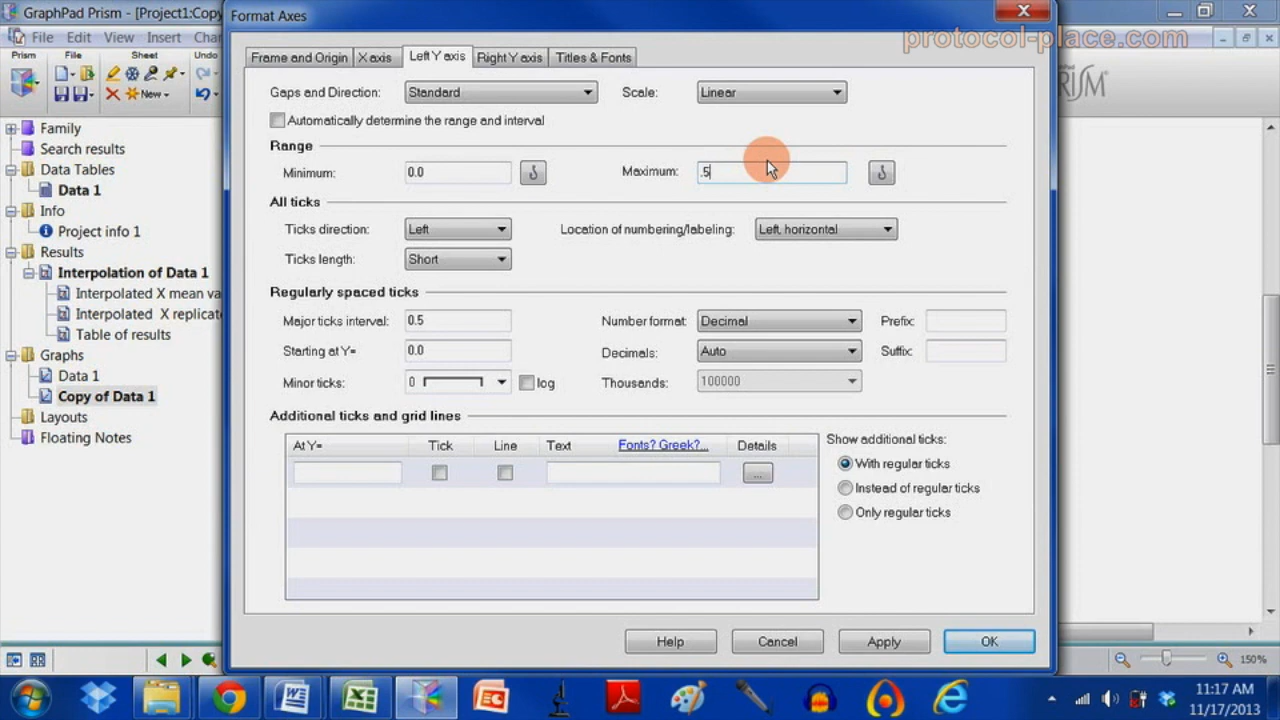 GraphPad Prism - [Project1:Copy
Format Axes
protocol-place.com
File Edit View Insert Chan
Prism File Sheet Undo
New
Family
Search results
Data Tables
Data 1
Info
Project info 1
Results
Interpolation of Data 1
Interpolated X mean va
Interpolated X replicate
Table of results
Graphs
Data 1
Copy of Data 1
Layouts
Floating Notes
Frame and Origin X axis Left Y axis Right Y axis Titles & Fonts
Gaps and Direction: Standard Scale: Linear
Automatically determine the range and interval
Range
Minimum: 0.0 Maximum: .5
All ticks
Ticks direction: Left Location of numbering/labeling: Left, horizontal
Ticks length: Short
Regularly spaced ticks
Major ticks interval: 0.5 Number format: Decimal Prefix:
Starting at Y= 0.0 Decimals: Auto Suffix:
Minor ticks: 0 log Thousands: 100000
Additional ticks and grid lines
At Y= Tick Line Text Fonts? Greek?... Details
...
Show additional ticks:
With regular ticks
Instead of regular ticks
Only regular ticks
Help Cancel Apply OK
150%
11:17 AM
11/17/2013